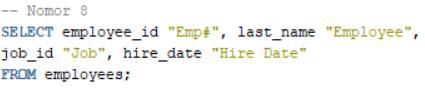 -- Nomor 8
SELECT employee_id "Emp#", last_name "Employee",
job_id "Job", hire_date "Hire Date"
FROM employees;